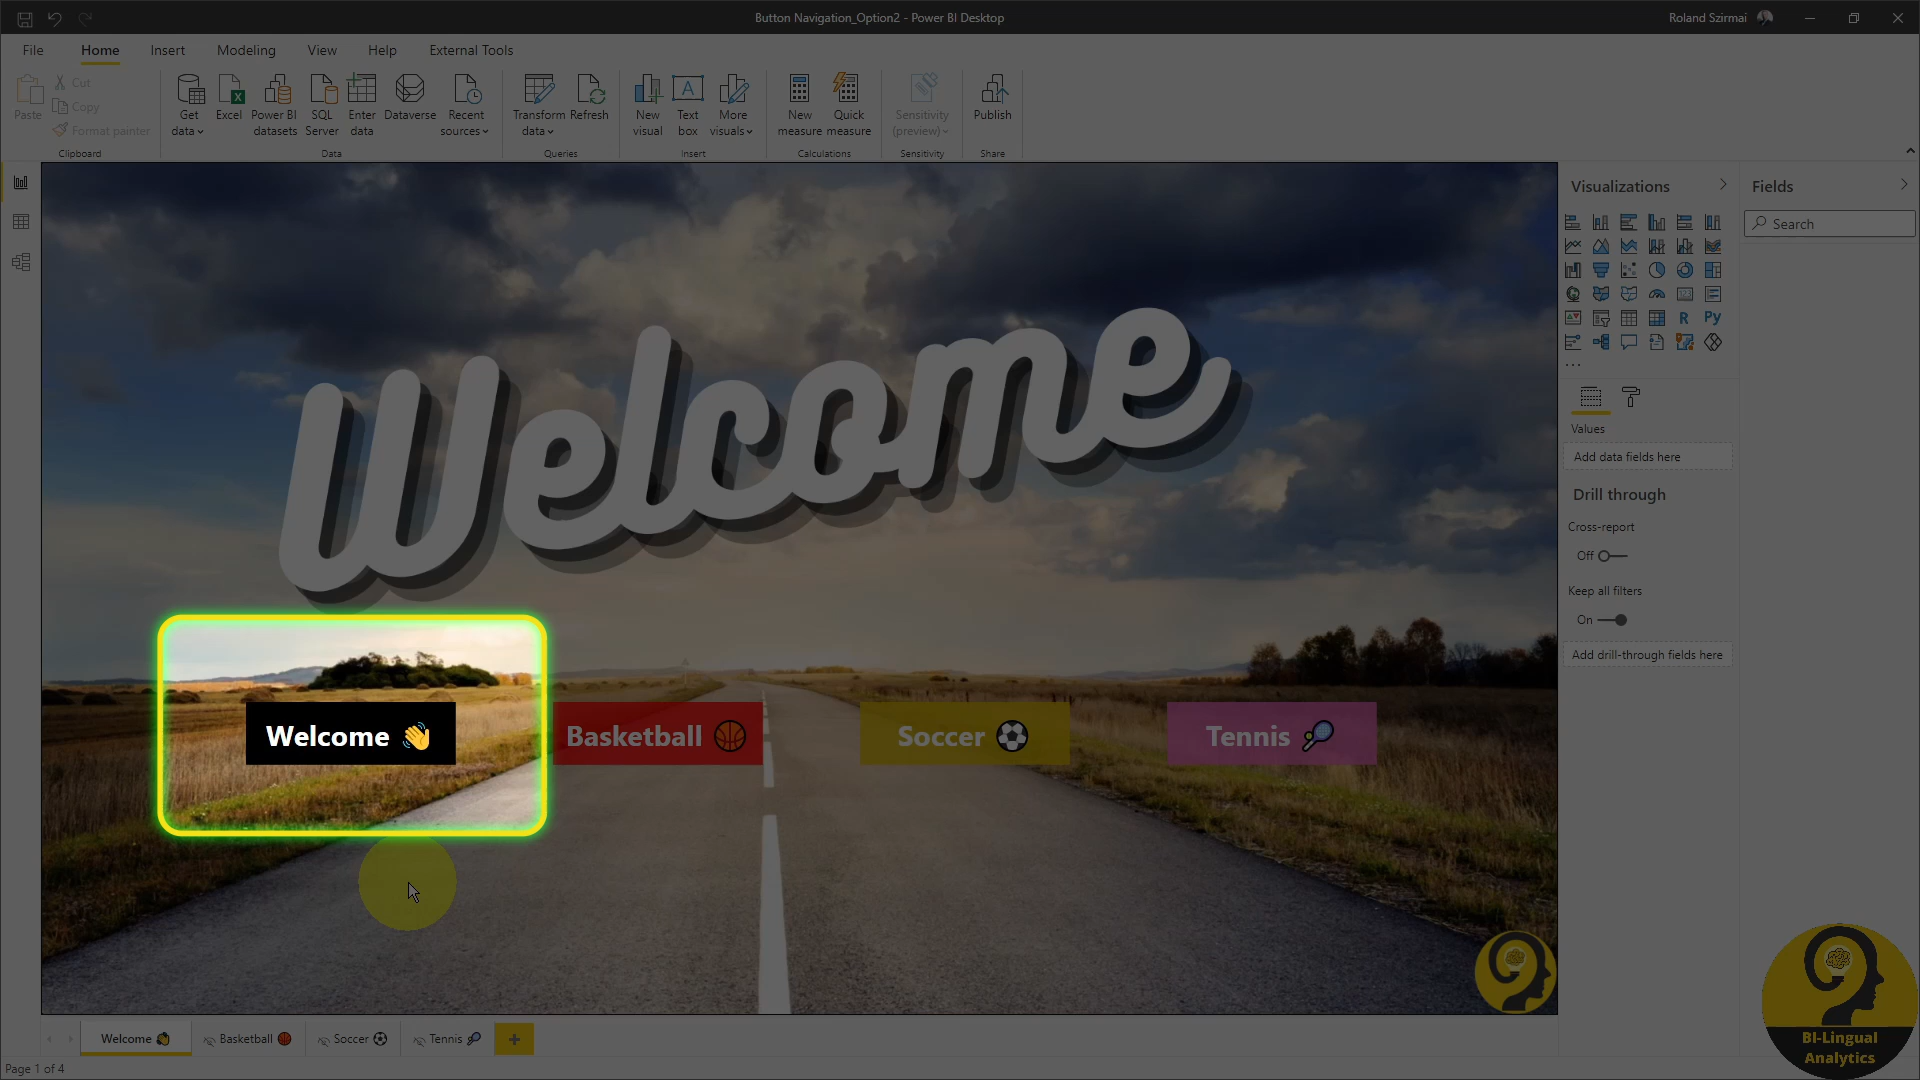 Button Navigation_Option2 - Power BI Desktop
Roland Szirmai
File
Home
Insert
Modeling
View
Help
External Tools
Paste
Cut
Copy
Format painter
Clipboard
Get
data
Excel
Power BI
datasets
SQL
Server
Enter
data
Dataverse
Recent
sources
Data
Transform
data
Refresh
Queries
New
visual
Text
box
More
visuals
Insert
New
measure
Quick
measure
Calculations
Sensitivity
(preview)
Sensitivity
Publish
Share
Visualizations
Fields
Search
R
Py
123
Values
Add data fields here
Drill through
Cross-report
Off
Keep all filters
On
Add drill-through fields here
Welcome
Welcome 👋
Basketball 🏀
Soccer ⚽
Tennis 🎾
Welcome 👋
Basketball 🏀
Soccer ⚽
Tennis 🎾
+
Page 1 of 4
BI-Lingual
Analytics